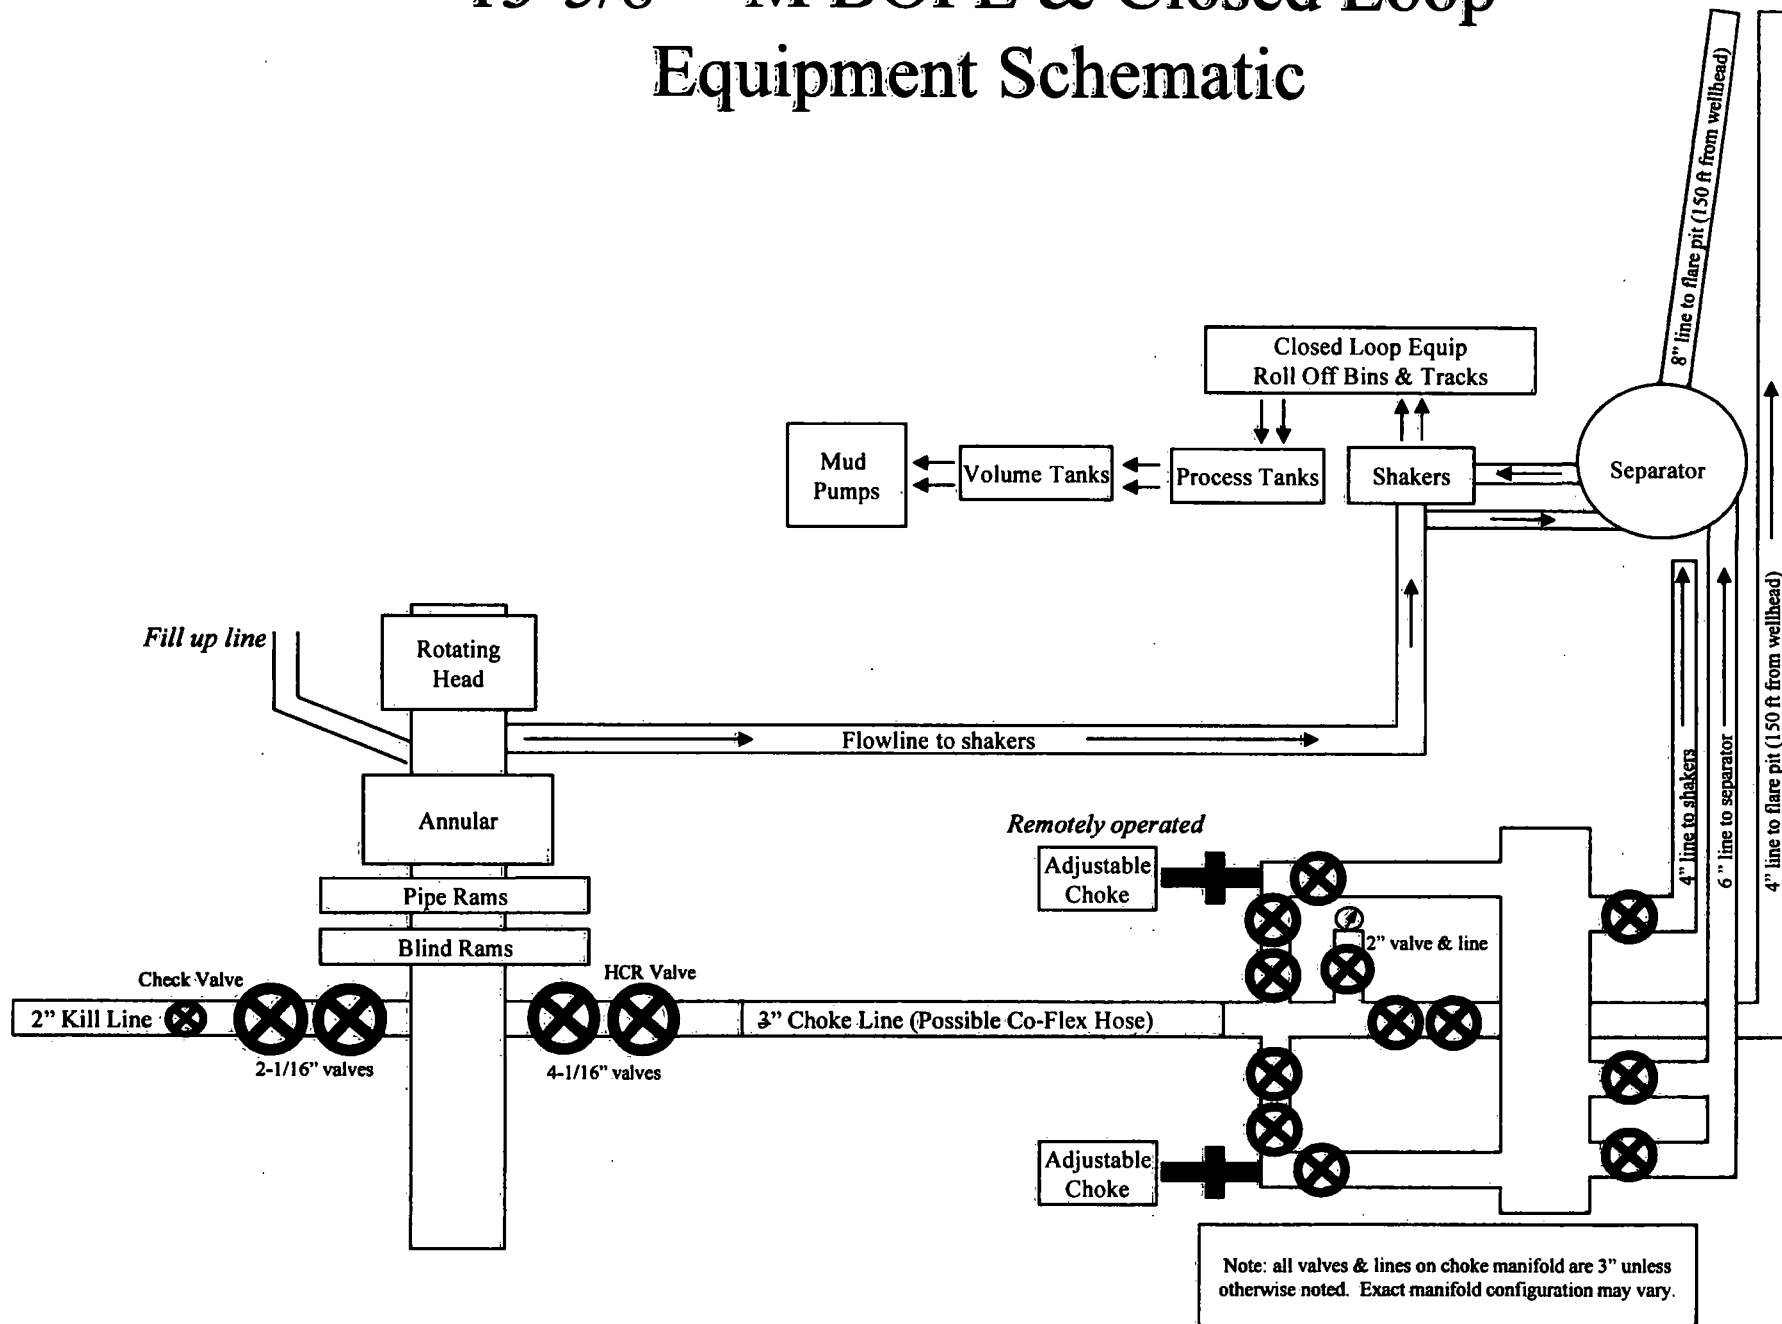 M BOPE & Closed Loop
Equipment Schematic
8” line to flare pit (150 ft from wellhead)
Closed Loop Equip
Roll Off Bins & Tracks
Mud
Pumps
Volume Tanks
Process Tanks
Shakers
Separator
Fill up line
Rotating
Head
Flowline to shakers
4” line to shakers
6” line to separator
4” line to flare pit (150 ft from wellhead)
Annular
Remotely operated
Adjustable
Choke
Pipe Rams
Blind Rams
2” valve & line
Check Valve
HCR Valve
2” Kill Line
3” Choke Line (Possible Co-Flex Hose)
2-1/16” valves
4-1/16” valves
Adjustable
Choke
Note: all valves & lines on choke manifold are 3” unless
otherwise noted. Exact manifold configuration may vary.